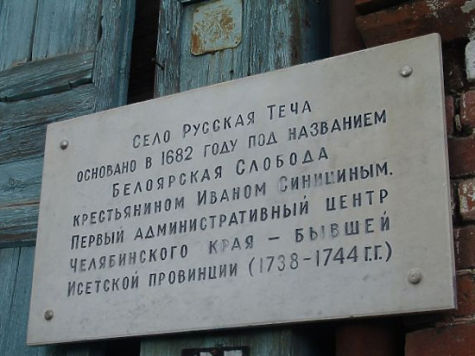 Село Русская Теча
основано в 1682 году под названием
Белоярская Слобода
крестьянином Иваном Синициным.
Первый административный центр
Челябинского края – бывшей
Исетской провинции (1738-1744 г.г.)